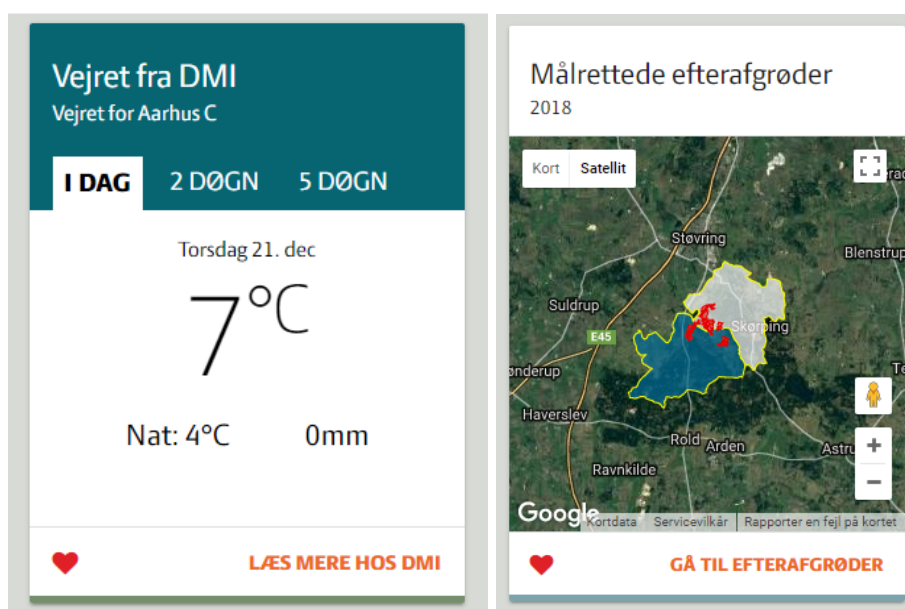 Vejret fra DMI
Vejret for Aarhus C
I DAG
2 DØGN
5 DØGN
Torsdag 21. dec
7°C
Nat: 4°C
0mm
LÆS MERE HOS DMI
Målrettede efterafgrøder
2018
Kort
Satellit
Støvring
Blenstrup
Suldrup
Skørping
E45
Haverslev
Rold
Arden
Ravnkilde
Google
Kortdata
Servicevilkår
Rapporter en fejl på kortet
GÅ TIL EFTERAFGRØDER